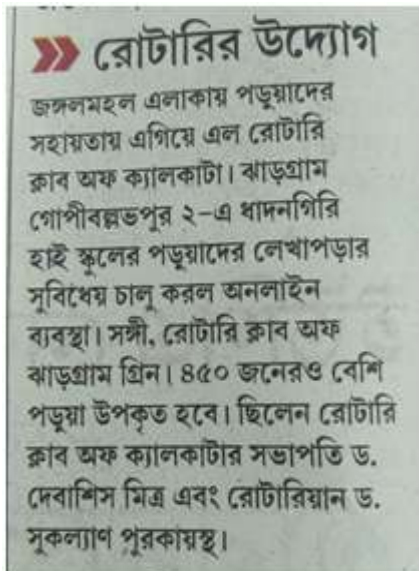 রোটারির উদ্যোগ
জঙ্গলমহল এলাকায় পড়ুয়াদের
সহায়তায় এগিয়ে এল রোটারি
ক্লাব অফ ক্যালকাটা। ঝাড়গ্রাম
গোপীবল্লভপুর ২-এ ধাদনগিরি
হাই স্কুলের পড়ুয়াদের লেখাপড়ার
সুবিধেয় চালু করল অনলাইন
ব্যবস্থা। সঙ্গী, রোটারি ক্লাব অফ
ঝাড়গ্রাম গ্রিন। ৪৫০ জনেরও বেশি
পড়ুয়া উপকৃত হবে। ছিলেন রোটারি
ক্লাব অফ ক্যালকাটার সভাপতি ড.
দেবাশিস মিত্র এবং রোটারিয়ান ড.
সুকল্যাণ পুরকায়স্থ।